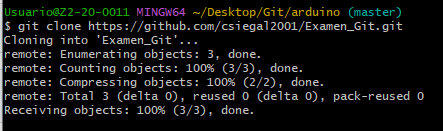 Usuario@Z2-20-0011 MINGW64 ~/Desktop/Git/arduino (master)
$ git clone https://github.com/csiegal2001/Examen_Git.git
Cloning into 'Examen_Git'...
remote: Enumerating objects: 3, done.
remote: Counting objects: 100% (3/3), done.
remote: Compressing objects: 100% (2/2), done.
remote: Total 3 (delta 0), reused 0 (delta 0), pack-reused 0
Receiving objects: 100% (3/3), done.